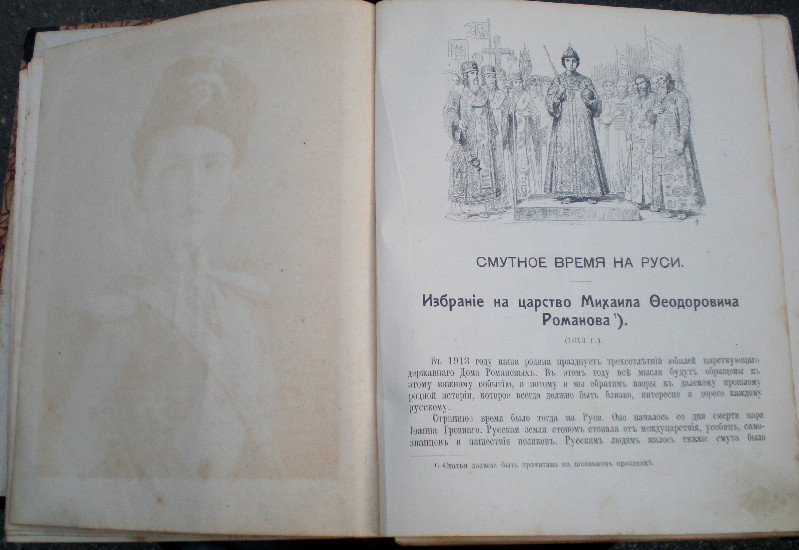 СМУТНОЕ ВРЕМЯ НА РУСИ.
Избраніе на царство Михаила Ѳеодоровича
Романова ¹).
(1613 г.).
Въ 1913 году наша родина празднуетъ трехсотлѣтній юбилей царствующаго
державнаго Дома Романовыхъ. Въ этомъ году всѣ мысли будутъ обращены къ
этому важному событію, и потому и мы обратимъ взоры къ далекому прошлому
родной исторіи, которое всегда должно быть близко, интересно и дорого каждому
русскому.
Страшное время было тогда на Руси. Оно началось со дня смерти царя
Іоанна Грознаго. Русская земля стономъ стонала отъ междуцарствія, усобицъ, само-
званцевъ и нашествія поляковъ. Русскимъ людямъ жилось тяжко: смута была
¹) Статья должна быть прочитана на школьномъ праздникѣ.